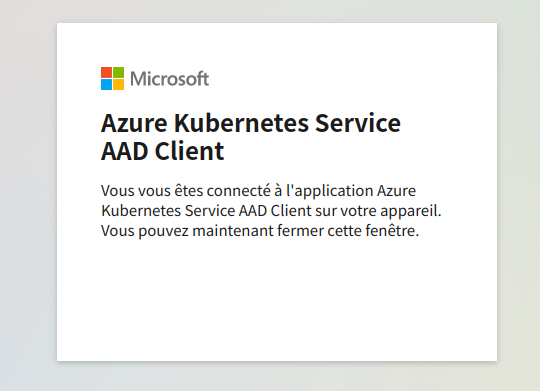 Microsoft
Azure Kubernetes Service
AAD Client
Vous vous êtes connecté à l'application Azure
Kubernetes Service AAD Client sur votre appareil.
Vous pouvez maintenant fermer cette fenêtre.